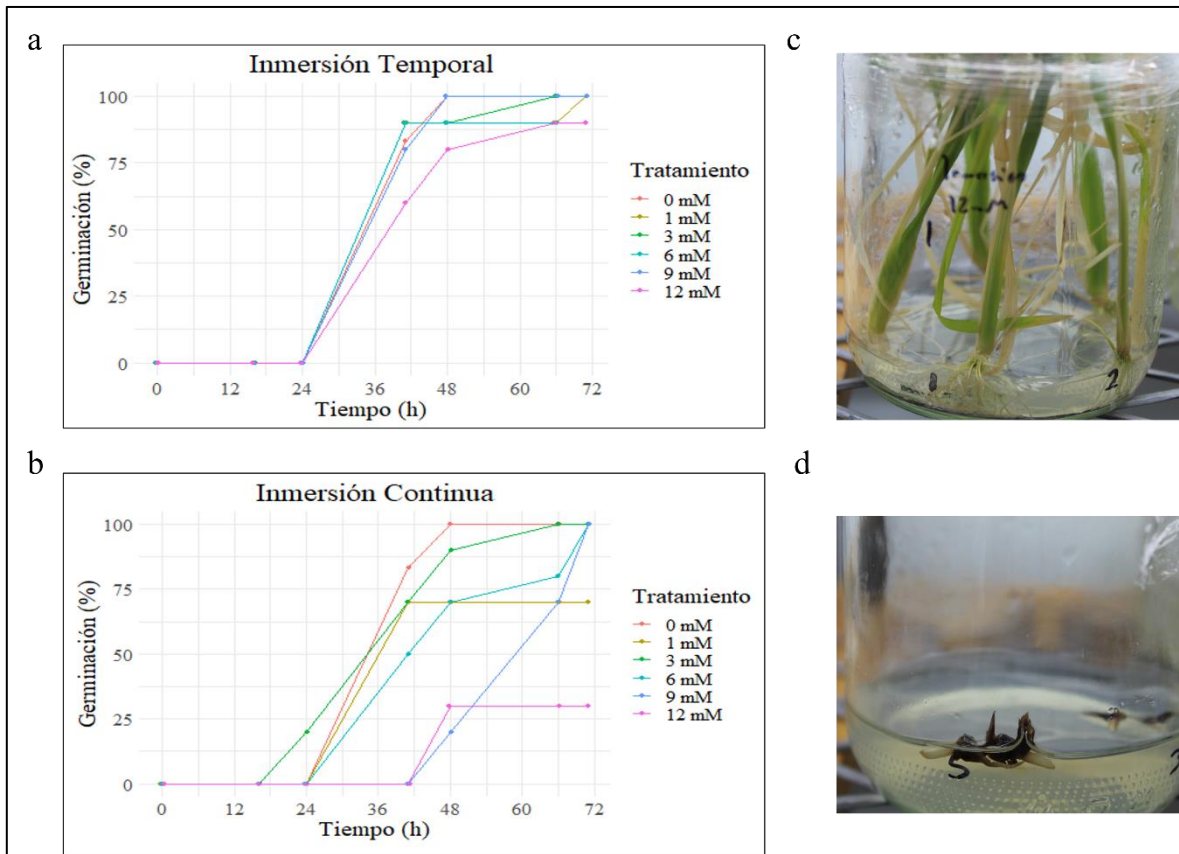 a
Inmersión Temporal
100
75
50
25
0
Germinación (%)
0 12 24 36 48 60 72
Tiempo (h)
Tratamiento
0 mM
1 mM
3 mM
6 mM
9 mM
12 mM
b
Inmersión Continua
100
75
50
25
0
Germinación (%)
0 12 24 36 48 60 72
Tiempo (h)
Tratamiento
0 mM
1 mM
3 mM
6 mM
9 mM
12 mM
c
12 mM
1
2
d